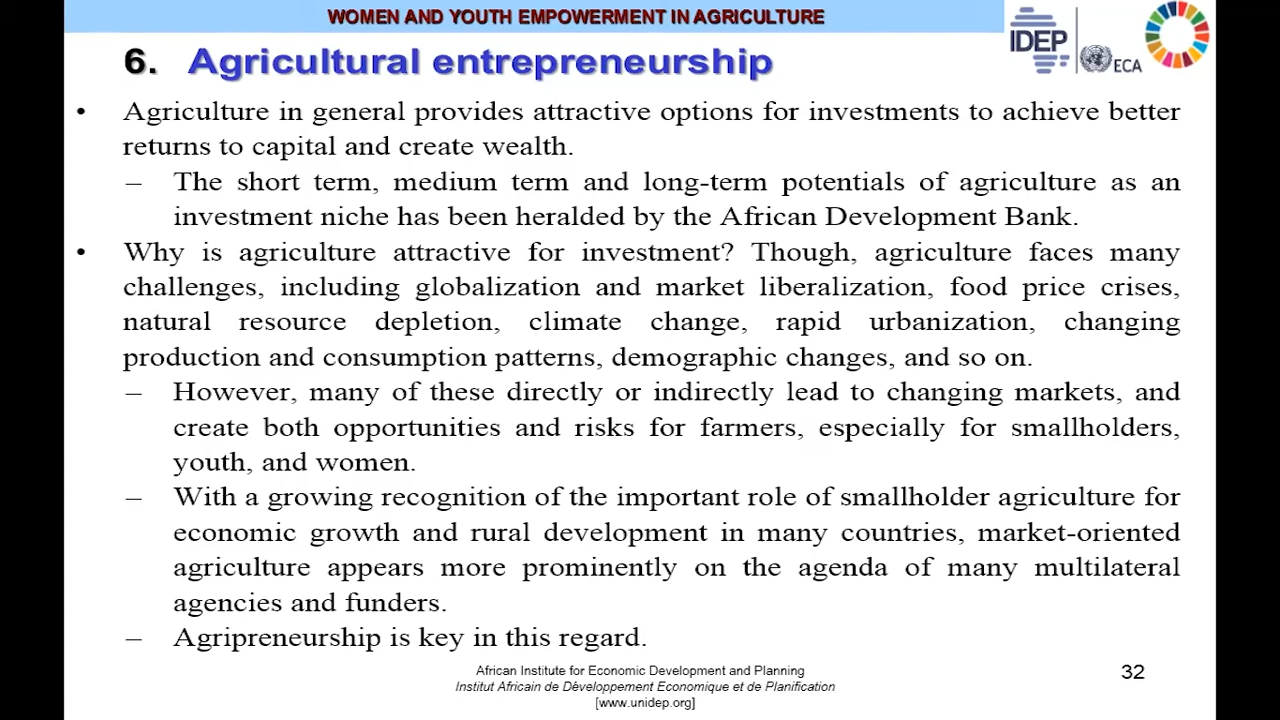 WOMEN AND YOUTH EMPOWERMENT IN AGRICULTURE
IDEP
ECA
6. Agricultural entrepreneurship
• Agriculture in general provides attractive options for investments to achieve better
returns to capital and create wealth.
– The short term, medium term and long-term potentials of agriculture as an
investment niche has been heralded by the African Development Bank.
• Why is agriculture attractive for investment? Though, agriculture faces many
challenges, including globalization and market liberalization, food price crises,
natural resource depletion, climate change, rapid urbanization, changing
production and consumption patterns, demographic changes, and so on.
– However, many of these directly or indirectly lead to changing markets, and
create both opportunities and risks for farmers, especially for smallholders,
youth, and women.
– With a growing recognition of the important role of smallholder agriculture for
economic growth and rural development in many countries, market-oriented
agriculture appears more prominently on the agenda of many multilateral
agencies and funders.
– Agripreneurship is key in this regard.
African Institute for Economic Development and Planning
Institut Africain de Développement Economique et de Planification
[www.unidep.org]
32